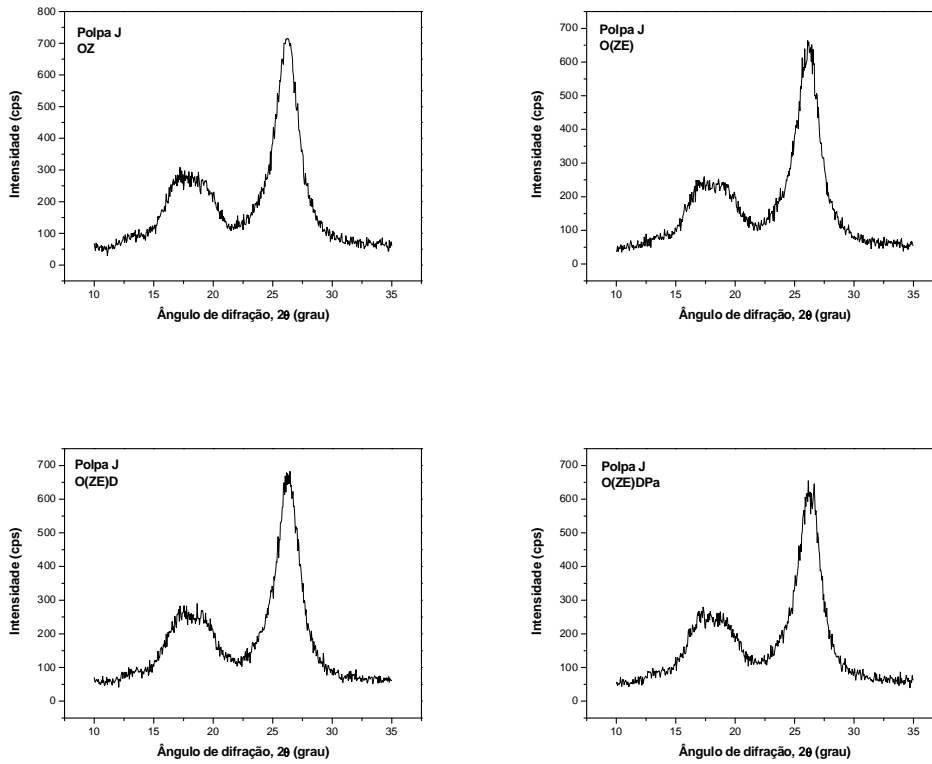 Polpa J
OZ
800
700
600
500
400
300
200
100
0
Intensidade (cps)
10 15 20 25 30 35
Ângulo de difração, 2θ (grau)
Polpa J
O(ZE)
700
600
500
400
300
200
100
0
Intensidade (cps)
10 15 20 25 30 35
Ângulo de difração, 2θ (grau)
Polpa J
O(ZE)D
700
600
500
400
300
200
100
0
Intensidade (cps)
10 15 20 25 30 35
Ângulo de difração, 2θ (grau)
Polpa J
O(ZE)DPa
700
600
500
400
300
200
100
0
Intensidade (cps)
10 15 20 25 30 35
Ângulo de difração, 2θ (grau)